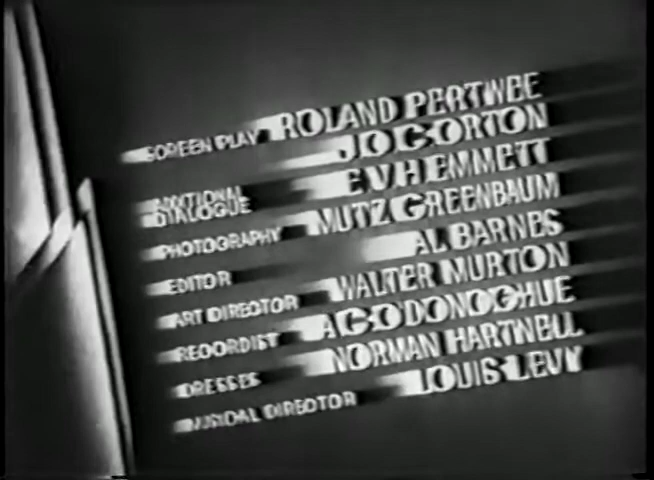 SCREEN PLAY ROLAND PERTWEE
J.O.C. ORTON
ADDITIONAL DIALOGUE E.V.H. EMMETT
PHOTOGRAPHY MUTZ GREENBAUM
EDITOR AL BARNES
ART DIRECTOR WALTER MURTON
RECORDIST A.C. O'DONOGHUE
DRESSES NORMAN HARTNELL
MUSICAL DIRECTOR LOUIS LEVY